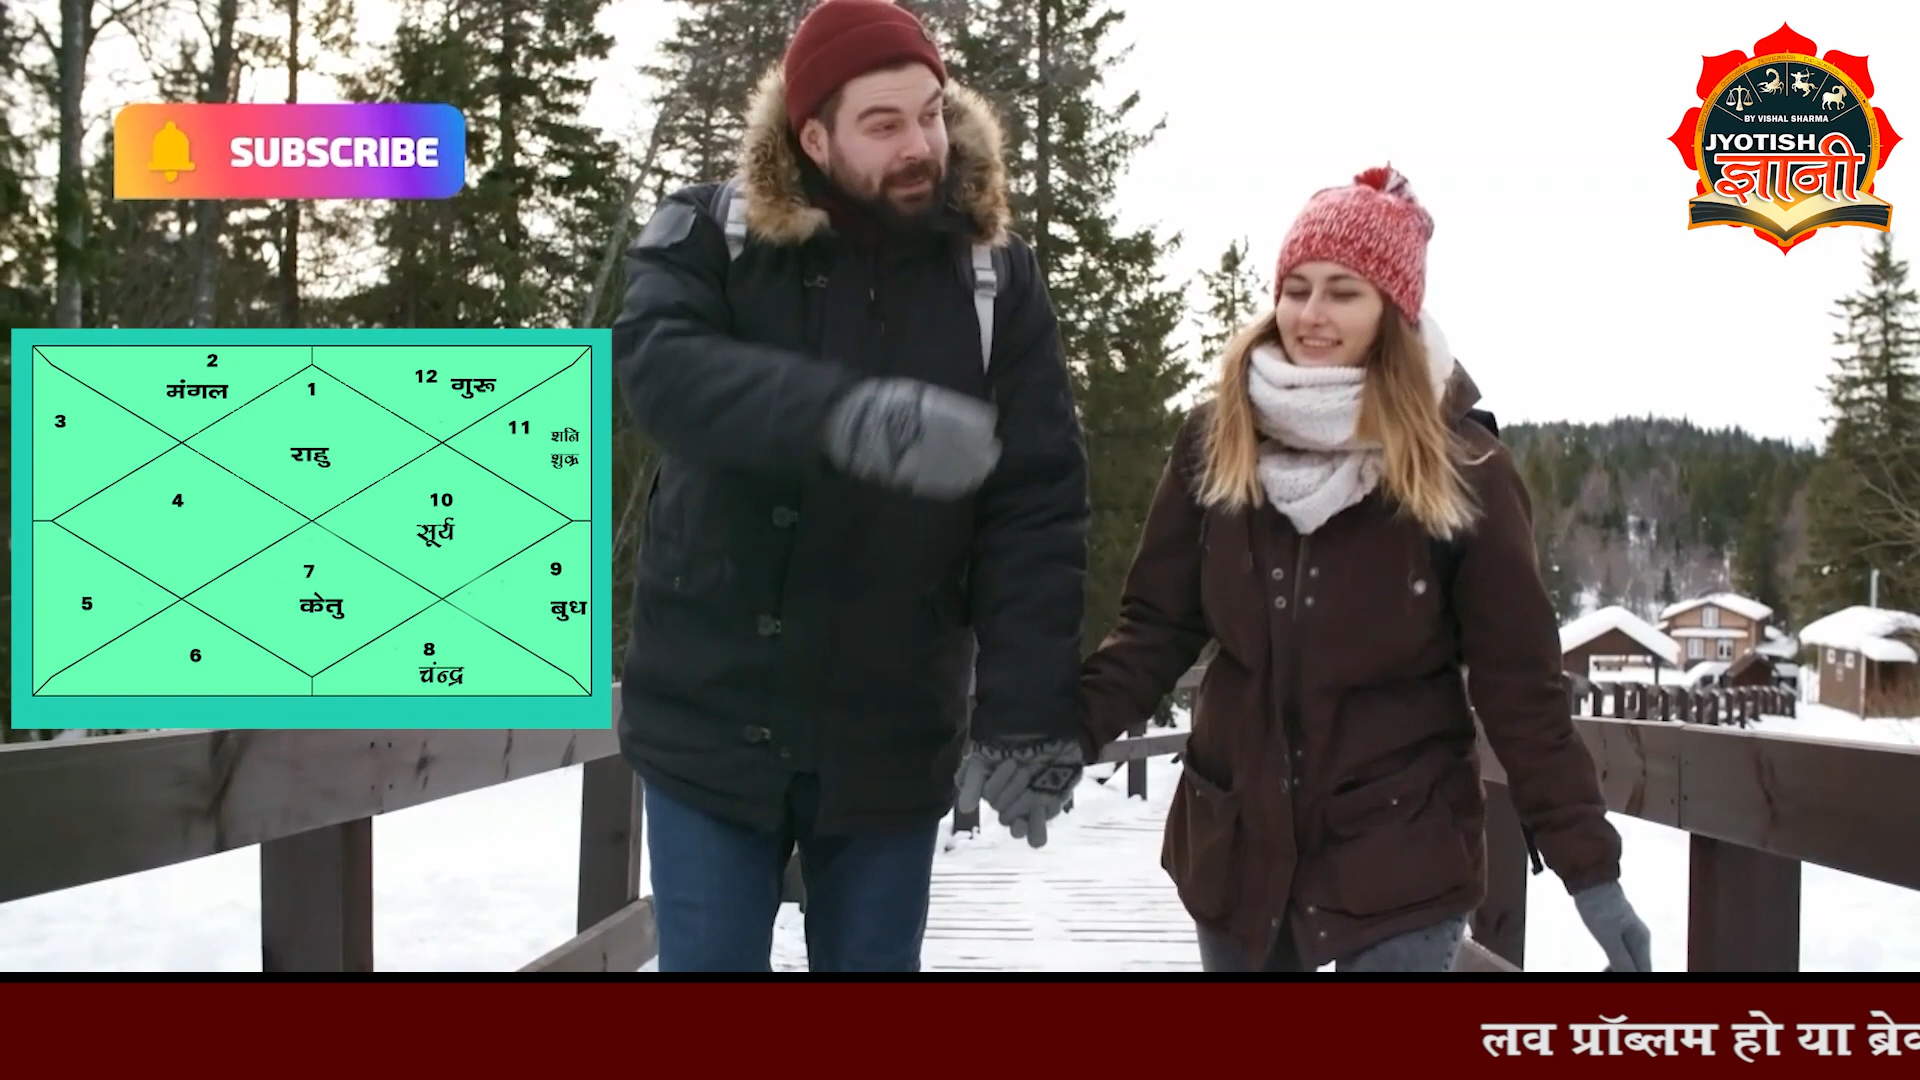 SUBSCRIBE
BY VISHAL SHARMA
JYOTISH
ज्ञानी
2
मंगल
1
12 गुरू
3
11 शनि
शुक्र
राहु
4
10
सूर्य
7
केतु
9
बुध
5
6
8
चंन्द्र
लव प्रॉब्लम हो या